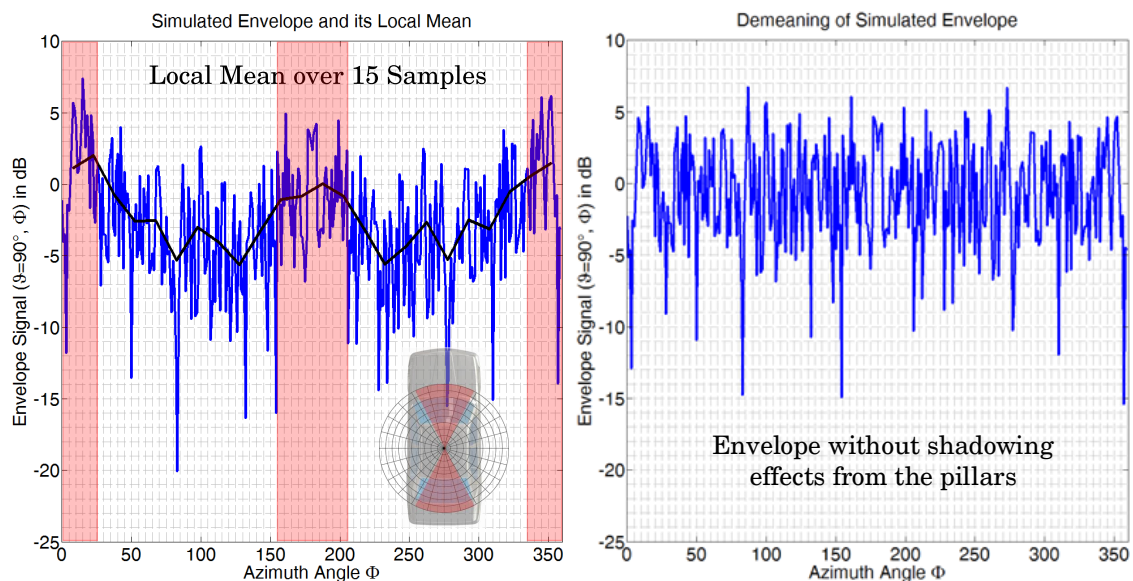 Simulated Envelope and its Local Mean
Local Mean over 15 Samples
Envelope Signal (ϑ=90°, Φ) in dB
10
5
0
-5
-10
-15
-20
-25
0 50 100 150 200 250 300 350
Azimuth Angle Φ
Demeaning of Simulated Envelope
Envelope Signal (ϑ=90°, Φ) in dB
10
5
0
-5
-10
-15
-20
-25
Envelope without shadowing
effects from the pillars
0 50 100 150 200 250 300 350
Azimuth Angle Φ